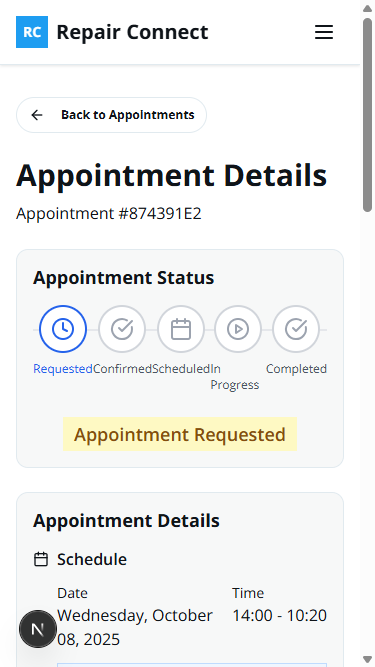 RC Repair Connect
Back to Appointments
Appointment Details
Appointment #874391E2
Appointment Status
Requested Confirmed Scheduled In Progress Completed
Appointment Requested
Appointment Details
Schedule
Date Time
Wednesday, October 08, 2025 14:00 - 10:20
N